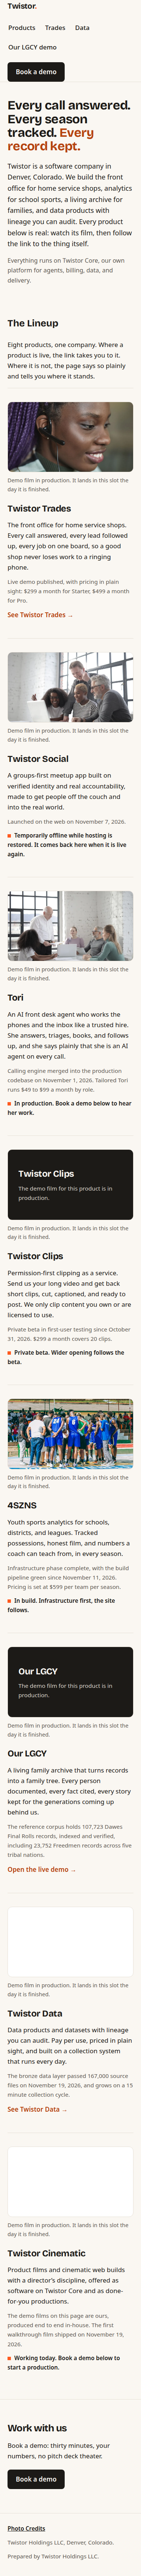 Twistor.
Trades
Products Trades Data
Our LGCY demo
Book a demo
Every call answered.
Every season
tracked. Every
record kept.
Twistor is a software company in
Denver, Colorado. We build the front
office for home service shops, analytics
for school sports, a living archive for
families, and data products with
lineage you can audit. Every product
below is real: watch its film, then follow
the link to the thing itself.
Everything runs on Twistor Core, our own
platform for agents, billing, data, and
delivery.
The Lineup
Eight products, one company. Where a
product is live, the link takes you to it.
Where it is not, the page says so plainly
and tells you where it stands.
Demo film in production. It lands in this slot the
day it is finished.
Twistor Trades
The front office for home service shops.
Every call answered, every lead followed
up, every job on one board, so a good
shop never loses work to a ringing
phone.
Live demo published, with pricing in plain
sight: $299 a month for Starter, $499 a month
for Pro.
See Twistor Trades →
Demo film in production. It lands in this slot the
day it is finished.
Twistor Social
A groups-first meetup app built on
verified identity and real accountability,
made to get people off the couch and
into the real world.
Launched on the web on November 7, 2026.
Temporarily offline while hosting is
restored. It comes back here when it is live
again.
Demo film in production. It lands in this slot the
day it is finished.
Tori
An AI front desk agent who works the
phones and the inbox like a trusted hire.
She answers, triages, books, and follows
up, and she says plainly that she is an AI
agent on every call.
Calling engine merged into the production
codebase on November 1, 2026. Tailored Tori
runs $49 to $99 a month by role.
In production. Book a demo below to hear
her work.
Twistor Clips
The demo film for this product is in
production.
Demo film in production. It lands in this slot the
day it is finished.
Twistor Clips
Permission-first clipping as a service.
Send us your long video and get back
short clips, cut, captioned, and ready to
post. We only clip content you own or are
licensed to use.
Private beta in first-user testing since October
31, 2026. $299 a month covers 20 clips.
Private beta. Wider opening follows the
beta.
Demo film in production. It lands in this slot the
day it is finished.
4SZNS
Youth sports analytics for schools,
districts, and leagues. Tracked
possessions, honest film, and numbers a
coach can teach from, in every season.
Infrastructure phase complete, with the build
pipeline green since November 11, 2026.
Pricing is set at $599 per team per season.
In build. Infrastructure first, the site
follows.
Our LGCY
The demo film for this product is in
production.
Demo film in production. It lands in this slot the
day it is finished.
Our LGCY
A living family archive that turns records
into a family tree. Every person
documented, every fact cited, every story
kept for the generations coming up
behind us.
The reference corpus holds 107,723 Dawes
Final Rolls records, indexed and verified,
including 23,752 Freedmen records across five
tribal nations.
Open the live demo →
Demo film in production. It lands in this slot the
day it is finished.
Twistor Data
Data products and datasets with lineage
you can audit. Pay per use, priced in plain
sight, and built on a collection system
that runs every day.
The bronze data layer passed 167,000 source
files on November 19, 2026, and grows on a 15
minute collection cycle.
See Twistor Data →
Demo film in production. It lands in this slot the
day it is finished.
Twistor Cinematic
Product films and cinematic web builds
with a director's discipline, offered as
software on Twistor Core and as done-
for-you productions.
The demo films on this page are ours,
produced end to end in-house. The first
walkthrough film shipped on November 19,
2026.
Working today. Book a demo below to
start a production.
Work with us
Book a demo: thirty minutes, your
numbers, no pitch deck theater.
Book a demo
Photo Credits
Twistor Holdings LLC, Denver, Colorado.
Prepared by Twistor Holdings LLC.